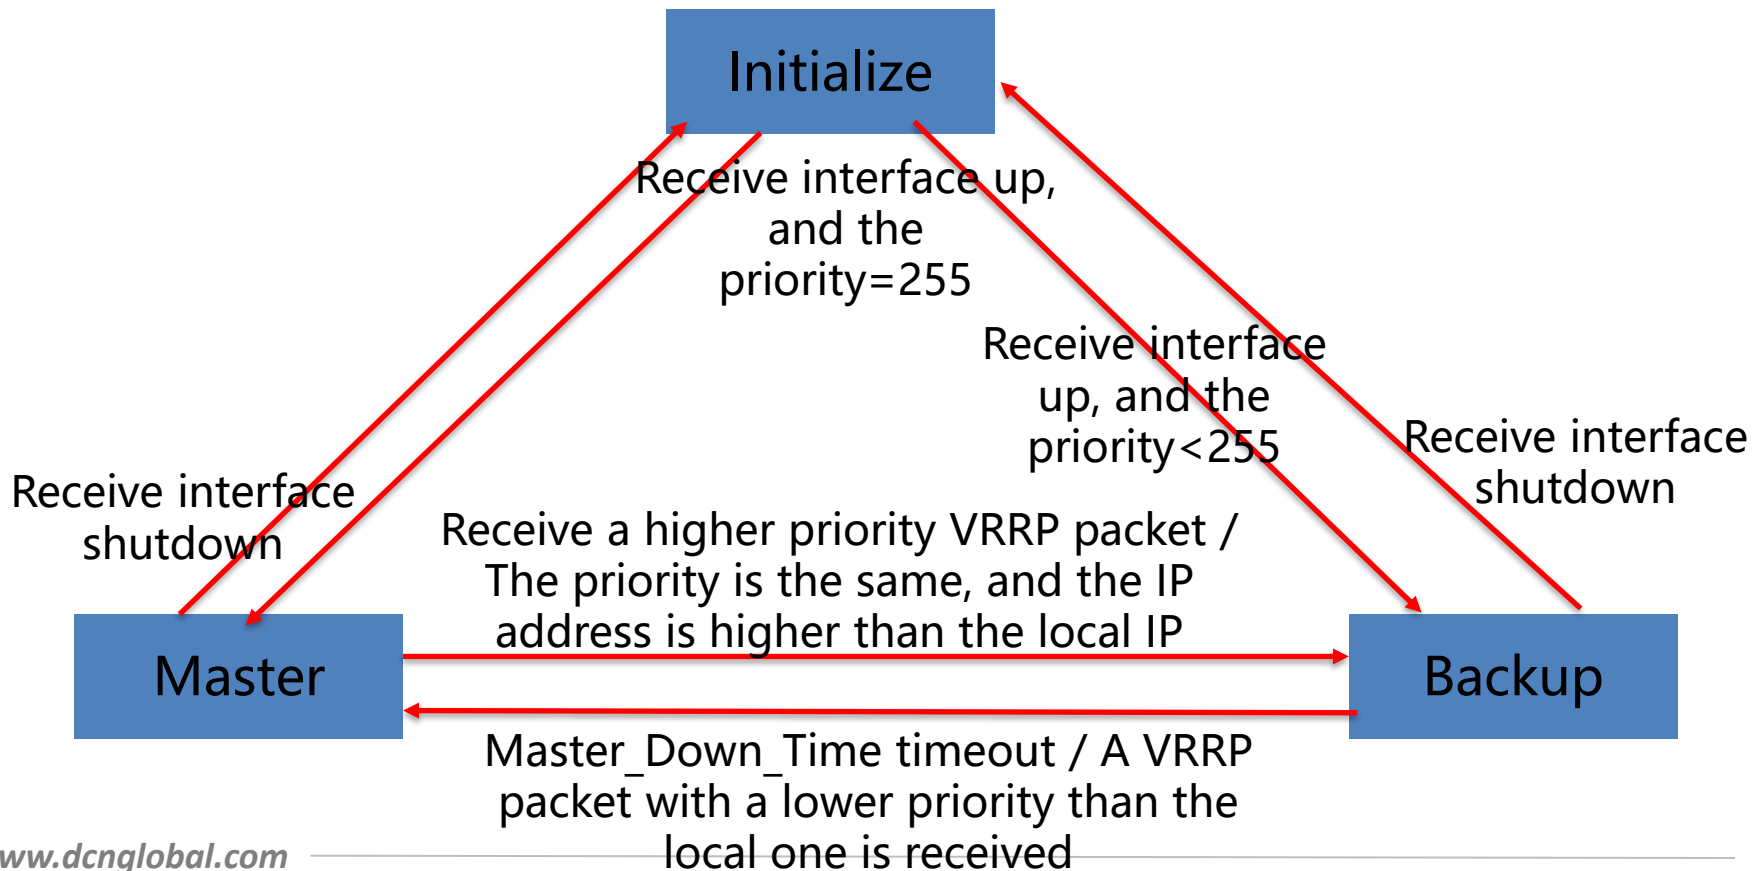 Initialize
Receive interface up,
and the
priority=255
Receive interface
up, and the
priority<255
Receive interface
shutdown
Receive interface
shutdown
Receive a higher priority VRRP packet /
The priority is the same, and the IP
address is higher than the local IP
Master
Backup
Master_Down_Time timeout / A VRRP
packet with a lower priority than the
local one is received
ww.dcnglobal.com